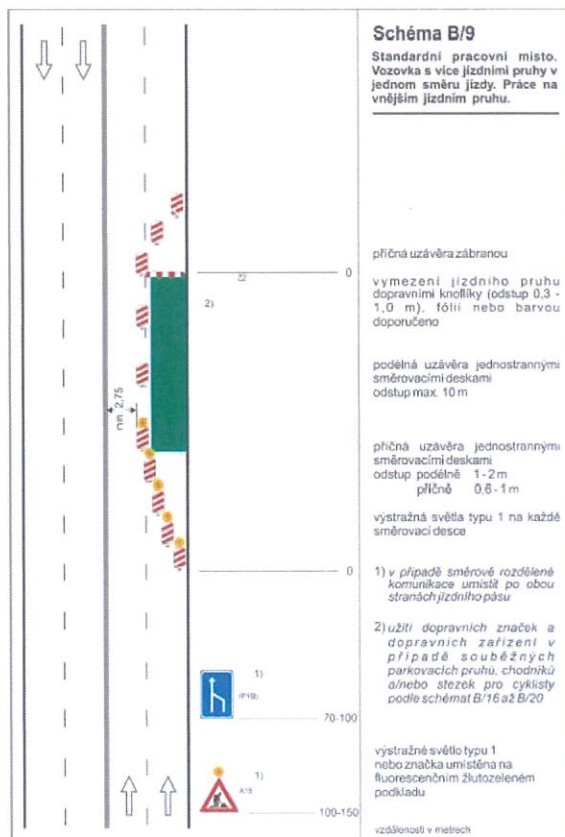 Schéma B/9
Standardní pracovní místo.
Vozovka s více jízdními pruhy v
jednom směru jízdy. Práce na
vnějším jízdním pruhu.
příčná uzávěra zábranou
0
Z2
vymezení jízdního pruhu
dopravními knoflíky (odstup 0,3 -
1,0 m), fólií nebo barvou
doporučeno
2)
podélná uzávěra jednostrannými
směrovacími deskami
odstup max. 10 m
min. 2,75
příčná uzávěra jednostrannými
směrovacími deskami
odstup podélně 1 - 2 m
příčně 0,6 - 1 m
výstražná světla typu 1 na každé
směrovací desce
0
1) v případě směrově rozdělené
komunikace umístit po obou
stranách jízdního pásu
2) užití dopravních značek a
dopravních zařízení v
případě souběžných
parkovacích pruhů, chodníků
a/nebo stezek pro cyklisty
podle schémat B/16 až B/20
1)
70-100
výstražné světlo typu 1
nebo značka umístěna na
fluorescenčním žlutozeleném
podkladu
1)
A15
100-150
vzdálenosti v metrech